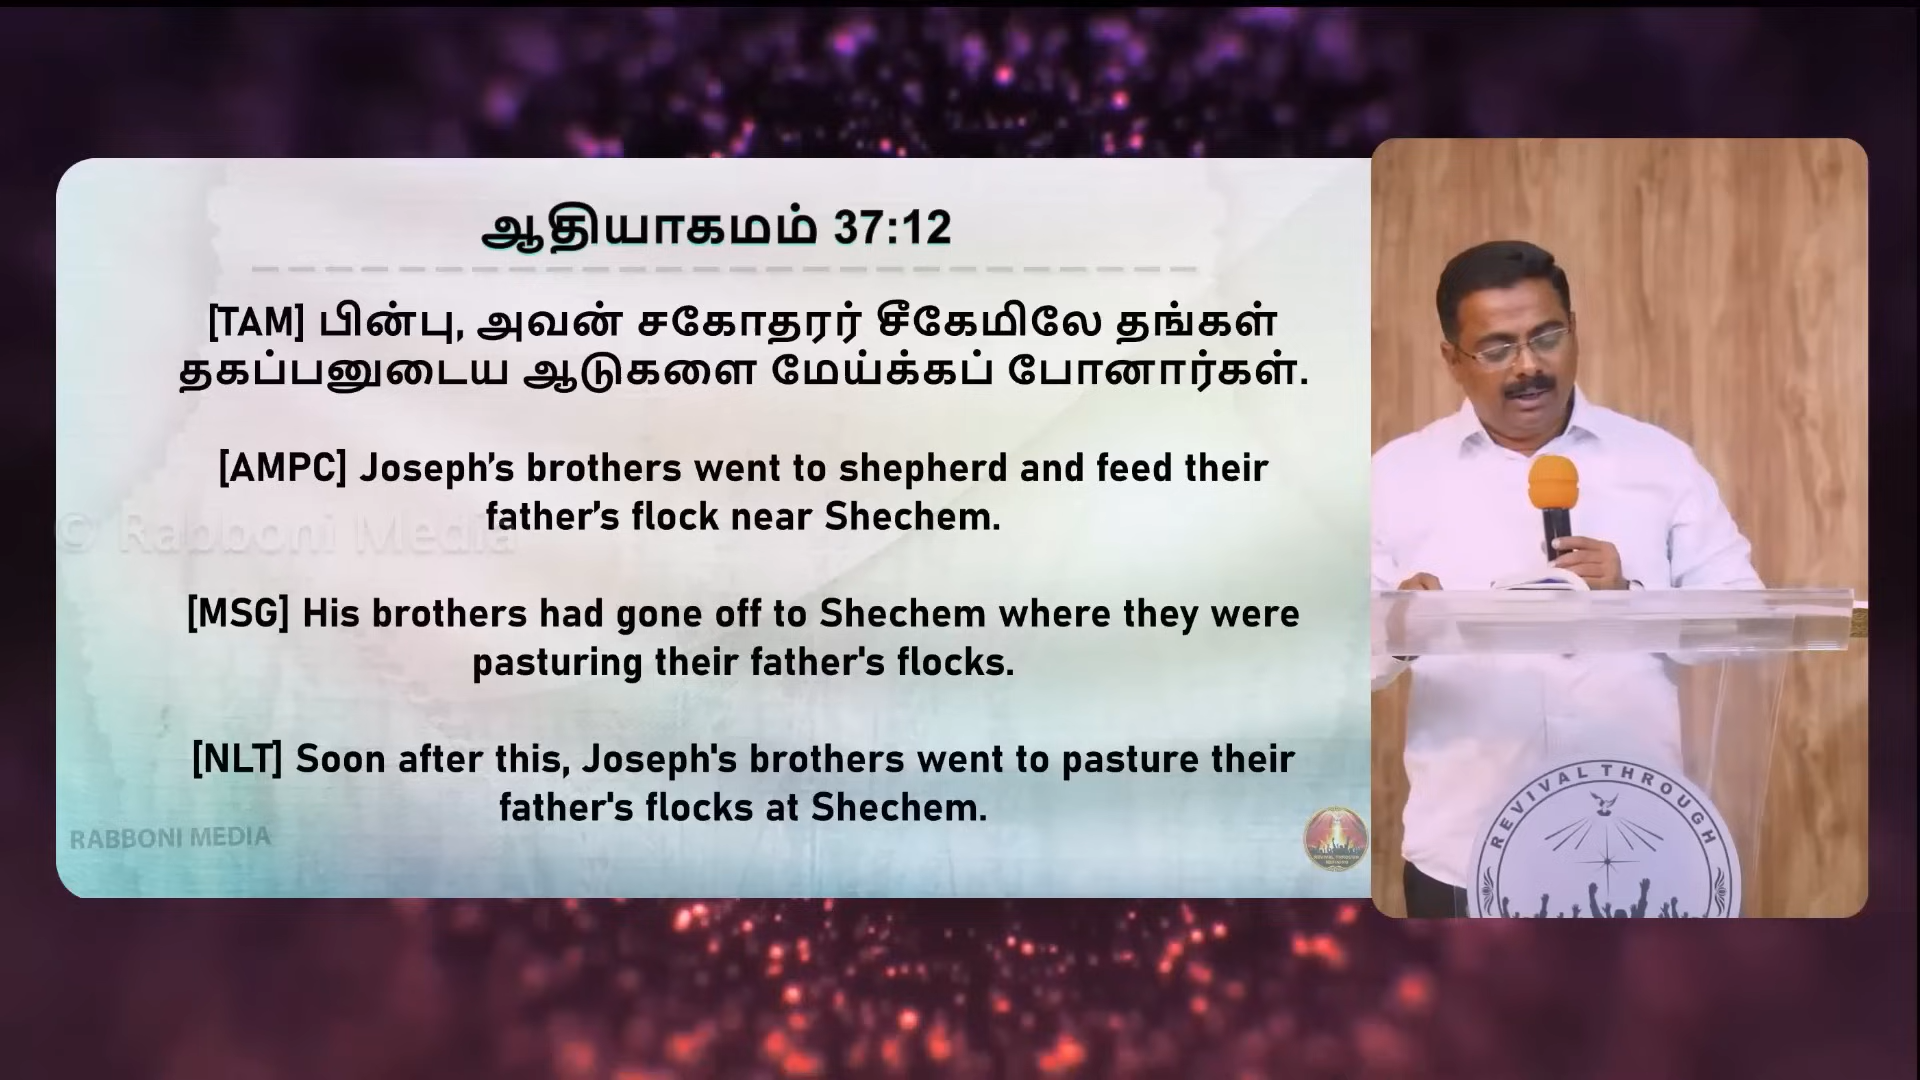 ஆதியாகமம் 37:12
[TAM] பின்பு, அவன் சகோதரர் சீகேமிலே தங்கள்
தகப்பனுடைய ஆடுகளை மேய்க்கப் போனார்கள்.
[AMPC] Joseph’s brothers went to shepherd and feed their
father’s flock near Shechem.
© Rabboni Media
[MSG] His brothers had gone off to Shechem where they were
pasturing their father's flocks.
[NLT] Soon after this, Joseph's brothers went to pasture their
father's flocks at Shechem.
RABBONI MEDIA
REVIVAL THROUGH